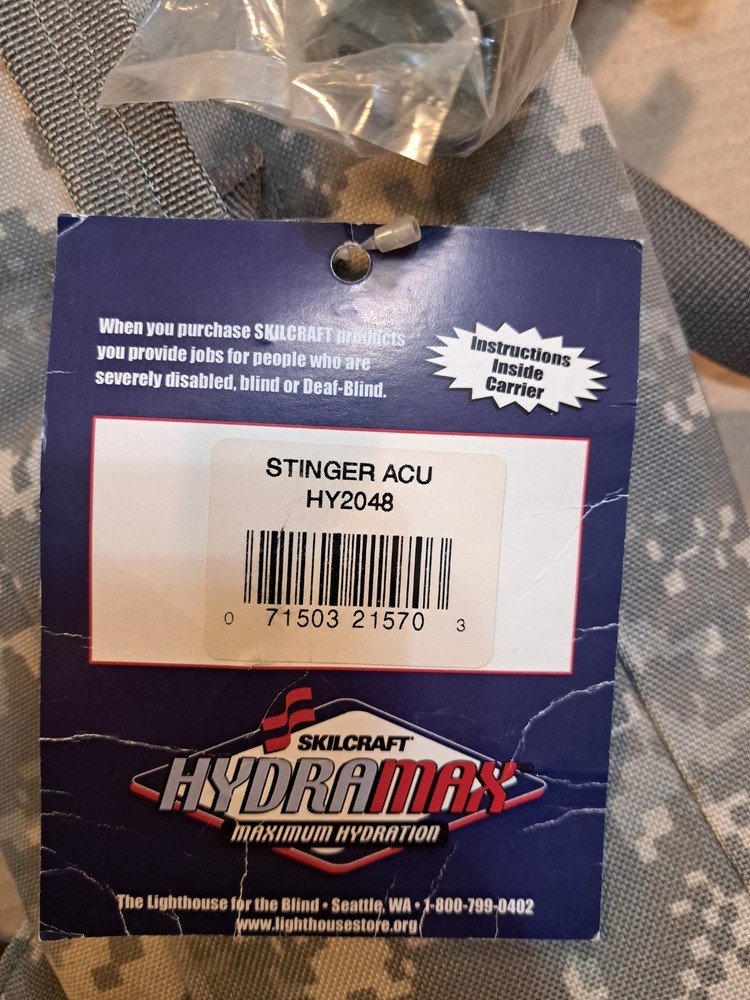 When you purchase SKILCRAFT products
you provide jobs for people who are
severely disabled, blind or Deaf-Blind.
Instructions
Inside
Carrier
STINGER ACU
HY2048
0 71503 21570 3
SKILCRAFT
HYDRAMAX®
MAXIMUM HYDRATION
The Lighthouse for the Blind • Seattle, WA • 1-800-799-0402
www.lighthousestore.org